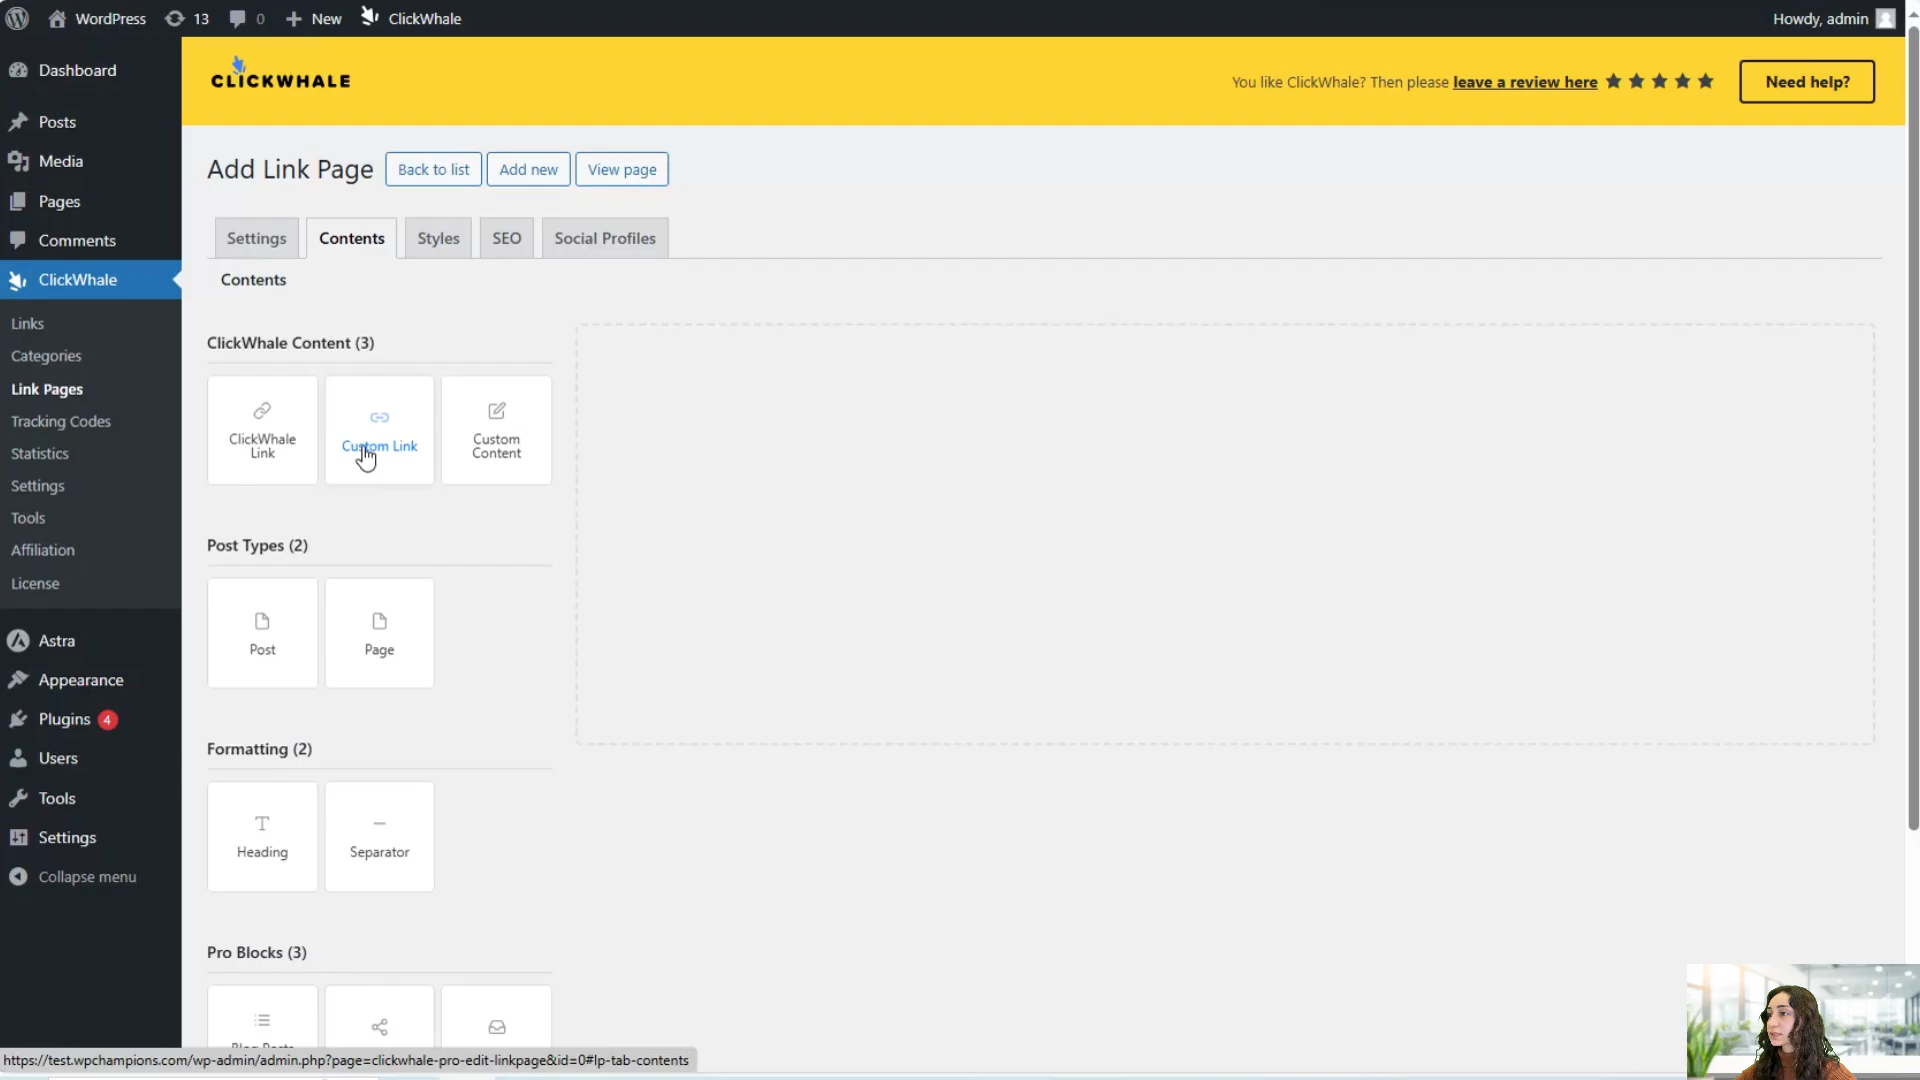 WordPress
13
0
New
ClickWhale
Howdy, admin
Dashboard
Posts
Media
Pages
Comments
ClickWhale
Links
Categories
Link Pages
Tracking Codes
Statistics
Settings
Tools
Affiliation
License
Astra
Appearance
Plugins 4
Users
Tools
Settings
Collapse menu
CLICKWHALE
You like ClickWhale? Then please leave a review here
Need help?
Add Link Page
Back to list
Add new
View page
Settings
Contents
Styles
SEO
Social Profiles
Contents
ClickWhale Content (3)
ClickWhale
Link
Custom Link
Custom
Content
Post Types (2)
Post
Page
Formatting (2)
Heading
Separator
Pro Blocks (3)
https://test.wpchampions.com/wp-admin/admin.php?page=clickwhale-pro-edit-linkpage&id=0#lp-tab-contents